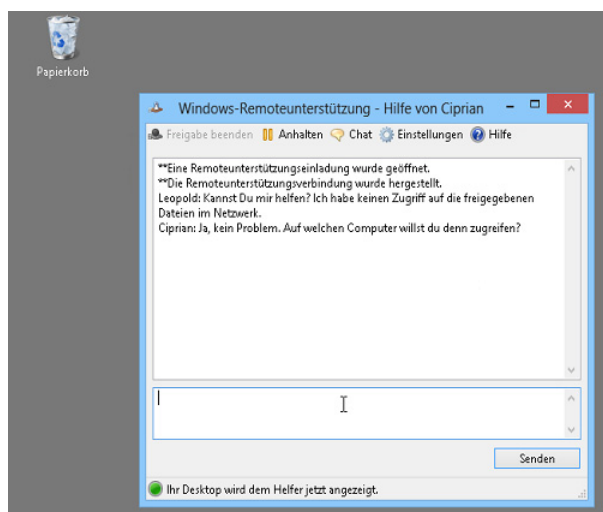 Papierkorb
Windows-Remoteunterstützung - Hilfe von Ciprian
Freigabe beenden Anhalten Chat Einstellungen Hilfe
**Eine Remoteunterstützungseinladung wurde geöffnet.
**Die Remoteunterstützungsverbindung wurde hergestellt.
Leopold: Kannst Du mir helfen? Ich habe keinen Zugriff auf die freigegebenen
Dateien im Netzwerk.
Ciprian: Ja, kein Problem. Auf welchen Computer willst du denn zugreifen?
Senden
Ihr Desktop wird dem Helfer jetzt angezeigt.